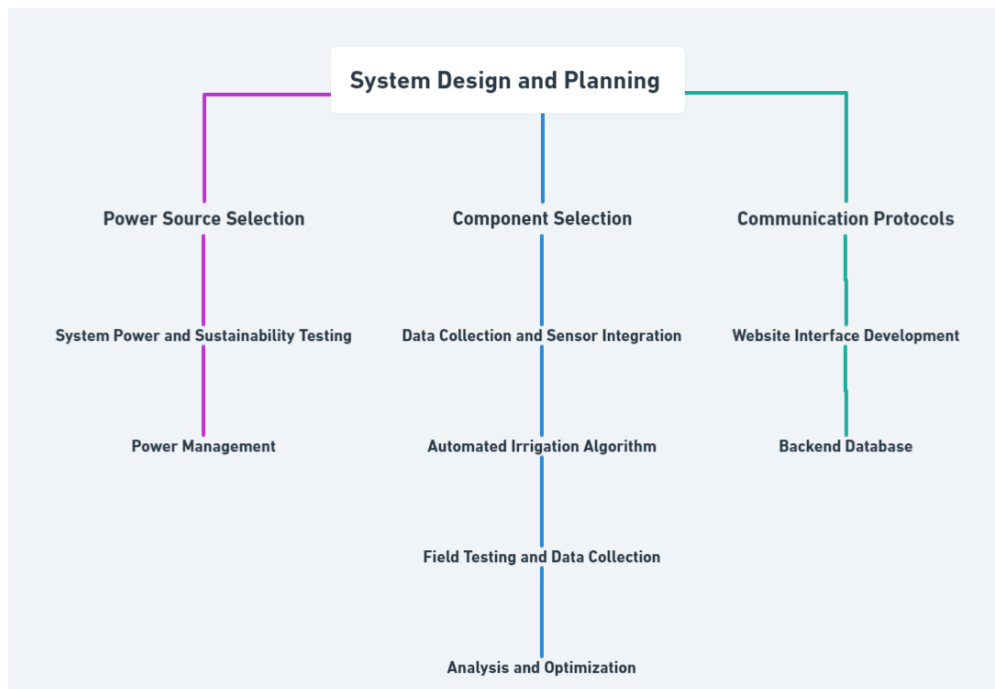 System Design and Planning
Power Source Selection
Component Selection
Communication Protocols
System Power and Sustainability Testing
Data Collection and Sensor Integration
Website Interface Development
Power Management
Automated Irrigation Algorithm
Backend Database
Field Testing and Data Collection
Analysis and Optimization